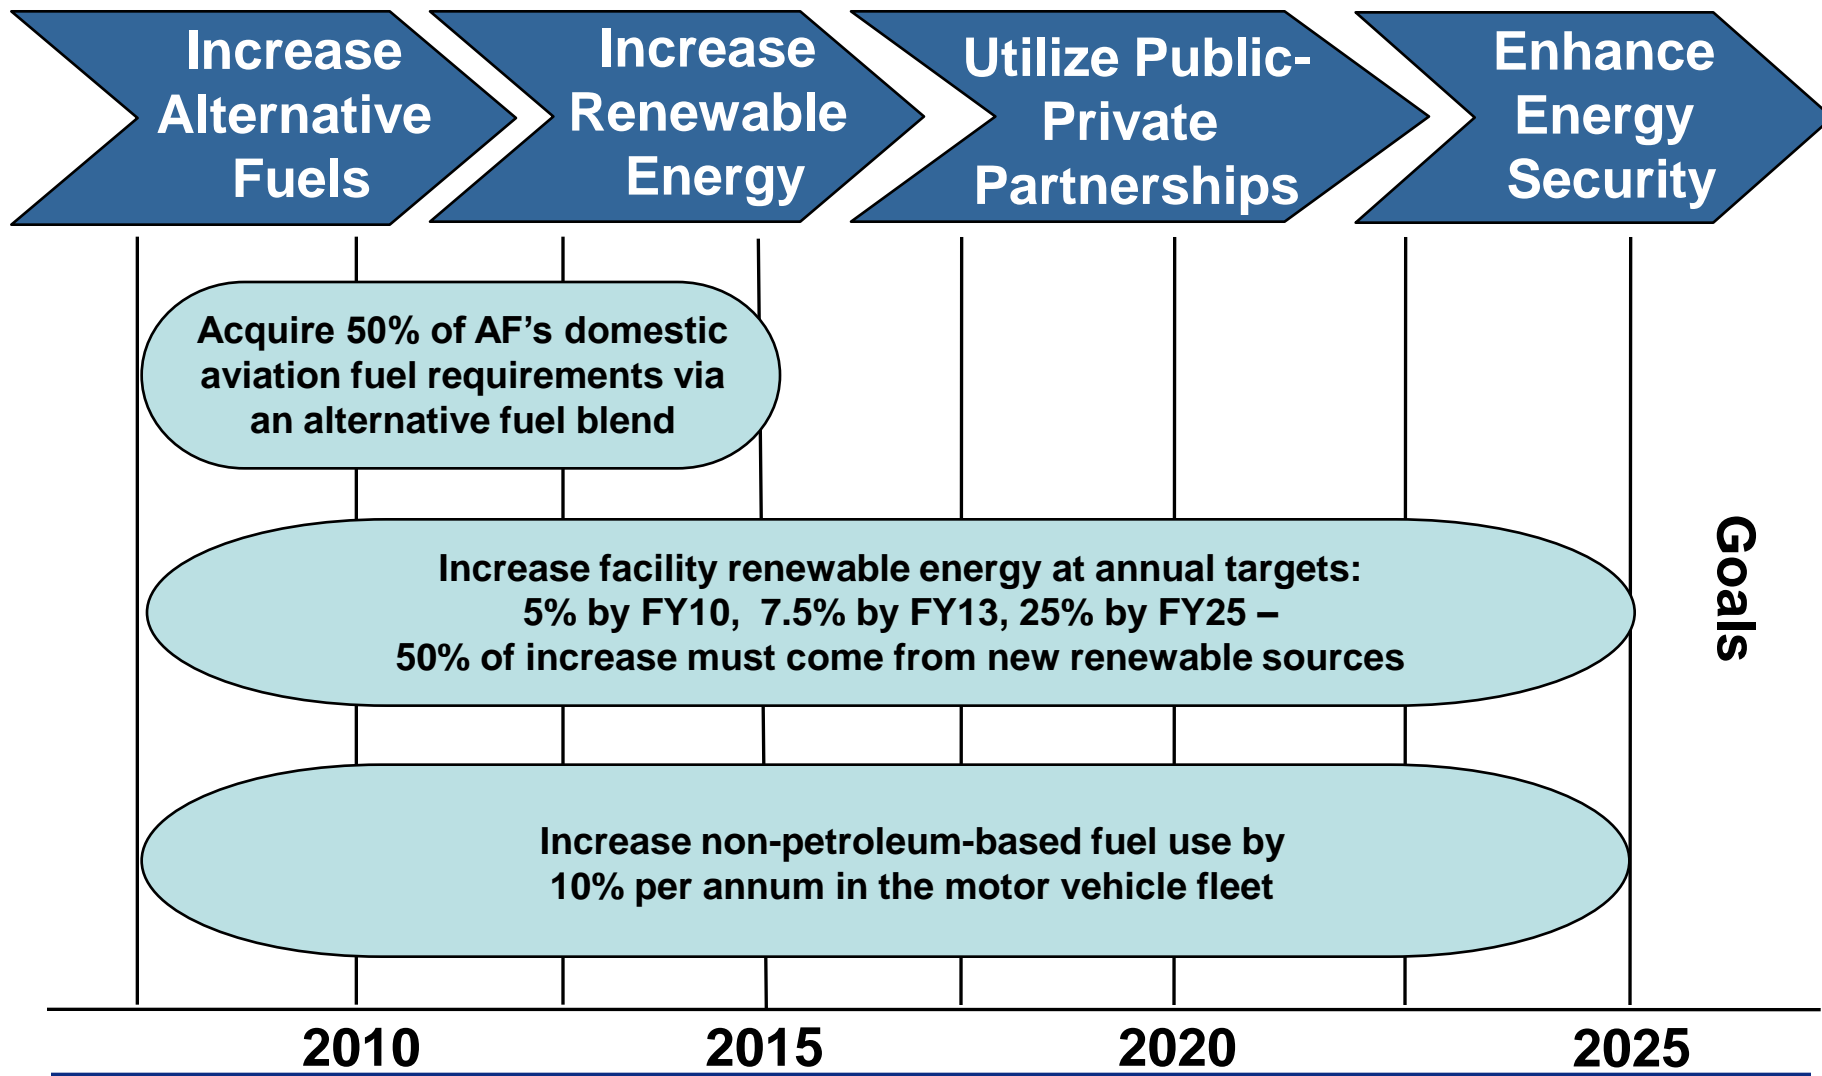 Increase
Alternative
Fuels
Increase
Renewable
Energy
Utilize Public-
Private
Partnerships
Enhance
Energy
Security
Acquire 50% of AF’s domestic
aviation fuel requirements via
an alternative fuel blend
Increase facility renewable energy at annual targets:
5% by FY10, 7.5% by FY13, 25% by FY25 –
50% of increase must come from new renewable sources
Goals
Increase non-petroleum-based fuel use by
10% per annum in the motor vehicle fleet
2010
2015
2020
2025